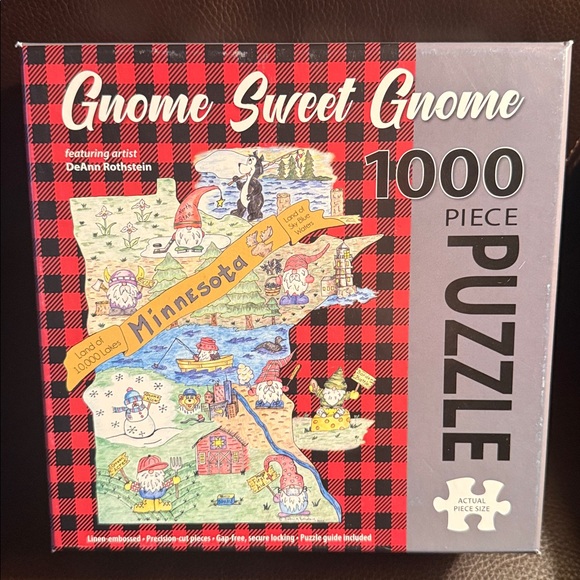 Gnome Sweet Gnome
featuring artist
DeAnn Rothstein
1000
PIECE
PUZZLE
Land of
Sky Blue
Waters
Minnesota
Land of
10,000 Lakes
ACTUAL
PIECE SIZE
Linen-embossed • Precision-cut pieces • Gap-free, secure locking • Puzzle guide included